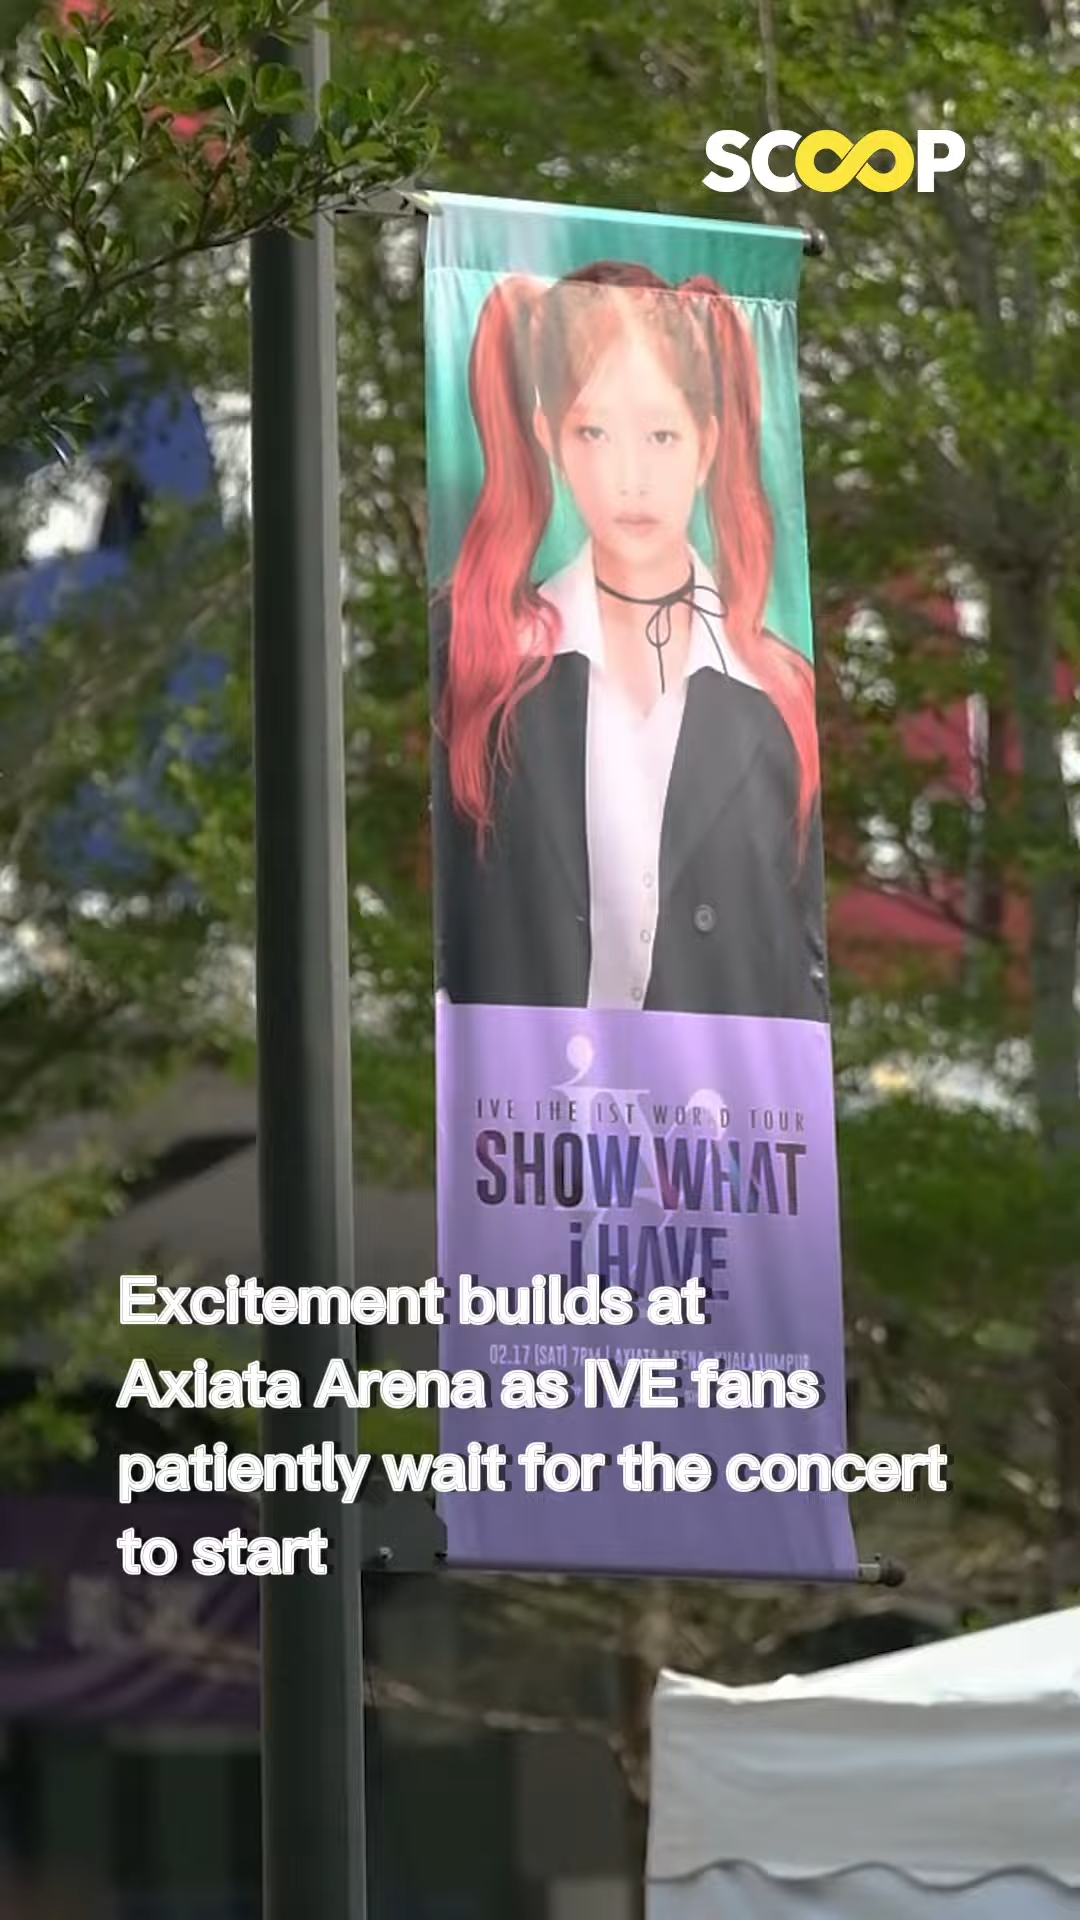 SCOOP
IVE THE 1ST WORLD TOUR
SHOW WHAT
i HAVE
02.17 (SAT) 7PM | AXIATA ARENA, KUALA LUMPUR
Excitement builds at
Axiata Arena as IVE fans
patiently wait for the concert
to start